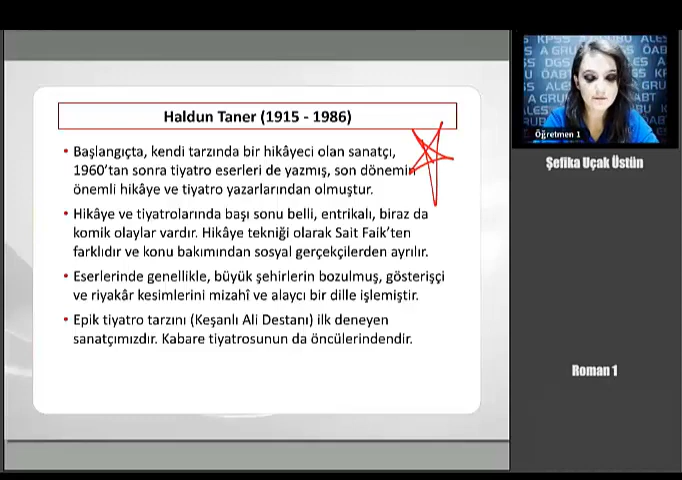 Haldun Taner (1915 - 1986)
• Başlangıçta, kendi tarzında bir hikâyeci olan sanatçı,
1960’tan sonra tiyatro eserleri de yazmış, son dönemin
önemli hikâye ve tiyatro yazarlarından olmuştur.
• Hikâye ve tiyatrolarında başı sonu belli, entrikalı, biraz da
komik olaylar vardır. Hikâye tekniği olarak Sait Faik’ten
farklıdır ve konu bakımından sosyal gerçekçilerden ayrılır.
• Eserlerinde genellikle, büyük şehirlerin bozulmuş, gösterişçi
ve riyakâr kesimlerini mizahî ve alaycı bir dille işlemiştir.
• Epik tiyatro tarzını (Keşanlı Ali Destanı) ilk deneyen
sanatçımızdır. Kabare tiyatrosunun da öncülerindendir.
Öğretmen 1
Şefika Uçak Üstün
Roman 1